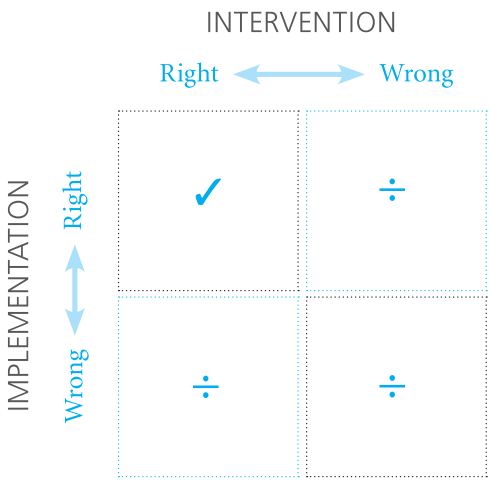 INTERVENTION
Right
Wrong
IMPLEMENTATION
Right
Wrong
✓
÷
÷
÷